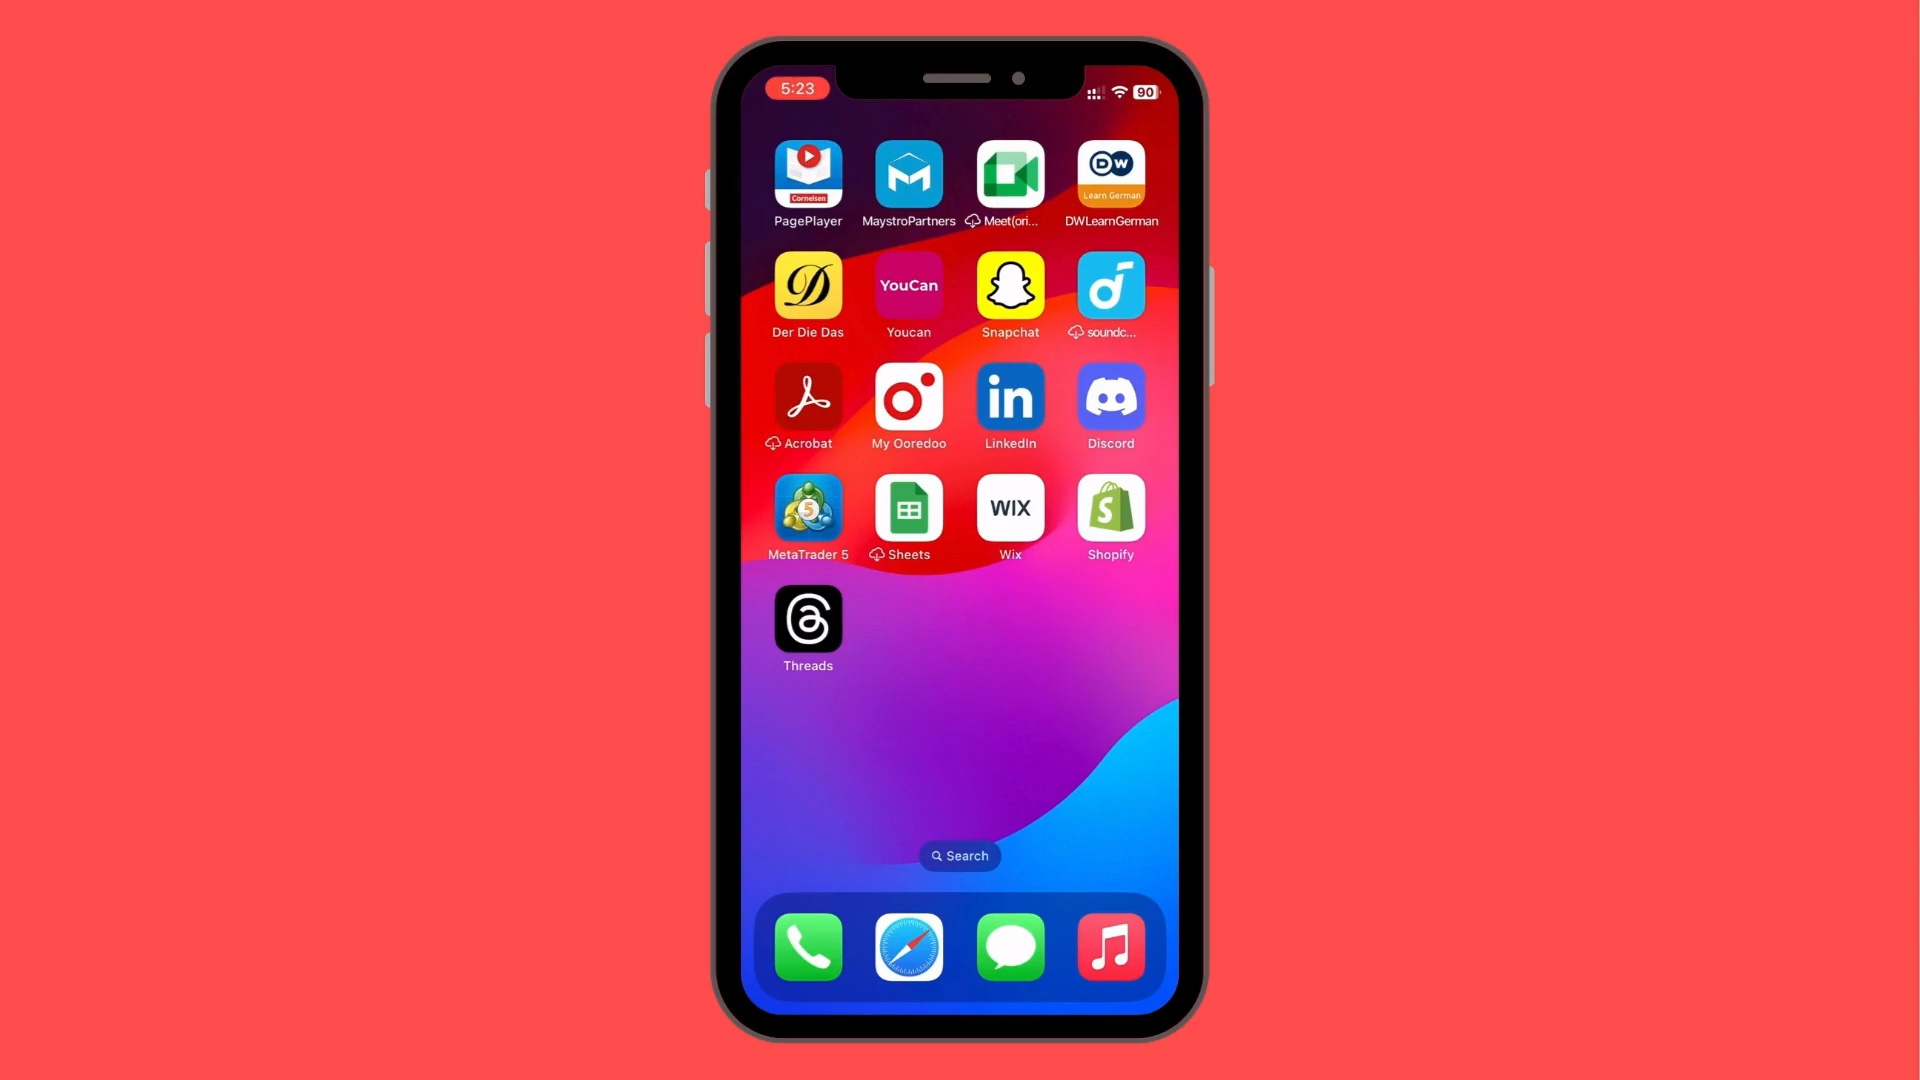 5:23
90
Cornelsen
DW
Learn German
PagePlayer
MaystroPartners
Meet(ori...
DWLearnGerman
D
YouCan
Der Die Das
Youcan
Snapchat
soundc...
in
Acrobat
My Ooredoo
LinkedIn
Discord
5
WIX
S
MetaTrader 5
Sheets
Wix
Shopify
Threads
Search